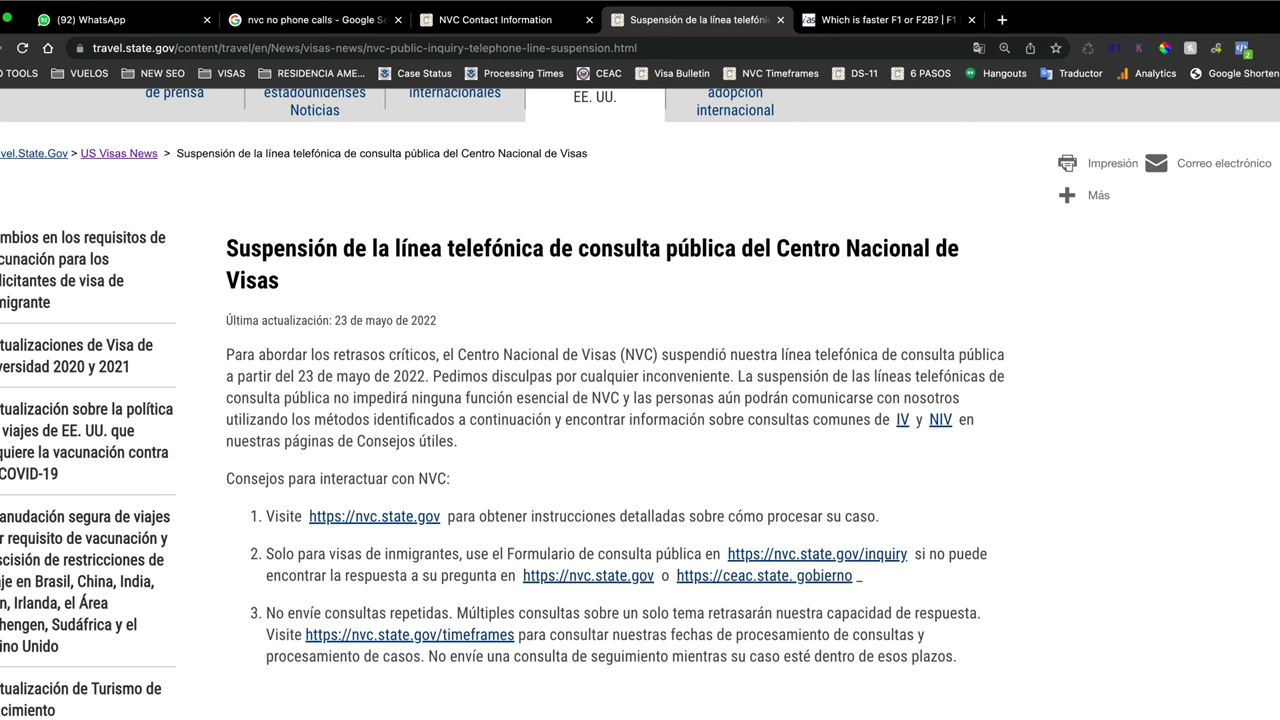 (92) WhatsApp
nvc no phone calls - Google Se
NVC Contact Information
Suspensión de la línea telefóni
Which is faster F1 or F2B? | F1
travel.state.gov/content/travel/en/News/visas-news/nvc-public-inquiry-telephone-line-suspension.html
O TOOLS VUELOS NEW SEO VISAS RESIDENCIA AME... Case Status Processing Times CEAC Visa Bulletin NVC Timeframes DS-11 6 PASOS Hangouts Traductor Analytics Google Shorten
de prensa
estadounidenses
Noticias
internacionales
EE. UU.
adopción
internacional
vel.State.Gov > US Visas News > Suspensión de la línea telefónica de consulta pública del Centro Nacional de Visas
Impresión Correo electrónico
Más
mbios en los requisitos de
cunación para los
licitantes de visa de
migrante
tualizaciones de Visa de
versidad 2020 y 2021
tualización sobre la política
viajes de EE. UU. que
quiere la vacunación contra
COVID-19
anudación segura de viajes
r requisito de vacunación y
scisión de restricciones de
je en Brasil, China, India,
n, Irlanda, el Área
hengen, Sudáfrica y el
ino Unido
tualización de Turismo de
cimiento
Suspensión de la línea telefónica de consulta pública del Centro Nacional de
Visas
Última actualización: 23 de mayo de 2022
Para abordar los retrasos críticos, el Centro Nacional de Visas (NVC) suspendió nuestra línea telefónica de consulta pública
a partir del 23 de mayo de 2022. Pedimos disculpas por cualquier inconveniente. La suspensión de las líneas telefónicas de
consulta pública no impedirá ninguna función esencial de NVC y las personas aún podrán comunicarse con nosotros
utilizando los métodos identificados a continuación y encontrar información sobre consultas comunes de IV y NIV en
nuestras páginas de Consejos útiles.
Consejos para interactuar con NVC:
1. Visite https://nvc.state.gov para obtener instrucciones detalladas sobre cómo procesar su caso.
2. Solo para visas de inmigrantes, use el Formulario de consulta pública en https://nvc.state.gov/inquiry si no puede
encontrar la respuesta a su pregunta en https://nvc.state.gov o https://ceac.state. gobierno _
3. No envíe consultas repetidas. Múltiples consultas sobre un solo tema retrasarán nuestra capacidad de respuesta.
Visite https://nvc.state.gov/timeframes para consultar nuestras fechas de procesamiento de consultas y
procesamiento de casos. No envíe una consulta de seguimiento mientras su caso esté dentro de esos plazos.